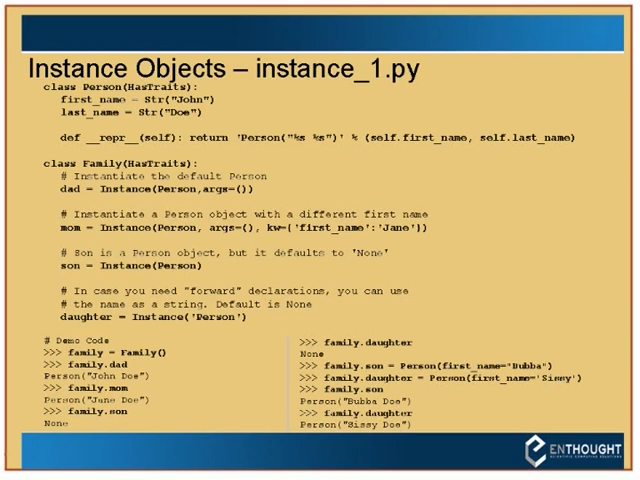 Instance Objects – instance_1.py
class Person(HasTraits):
first_name = Str("John")
last_name = Str("Doe")
def __repr__(self): return 'Person("%s %s")' % (self.first_name, self.last_name)
class Family(HasTraits):
# Instantiate the default Person
dad = Instance(Person,args=())
# Instantiate a Person object with a different first name
mom = Instance(Person, args=(), kw={'first_name':'Jane'})
# Son is a Person object, but it defaults to 'None'
son = Instance(Person)
# In case you need "forward" declarations, you can use
# the name as a string. Default is None
daughter = Instance('Person')
# Demo Code
>>> family = Family()
>>> family.dad
Person("John Doe")
>>> family.mom
Person("Jane Doe")
>>> family.son
None
>>> family.daughter
None
>>> family.son = Person(first_name="Bubba")
>>> family.daughter = Person(first_name='Sissy')
>>> family.son
Person("Bubba Doe")
>>> family.daughter
Person("Sissy Doe")
ENTHOUGHT
SCIENTIFIC COMPUTING SOLUTIONS